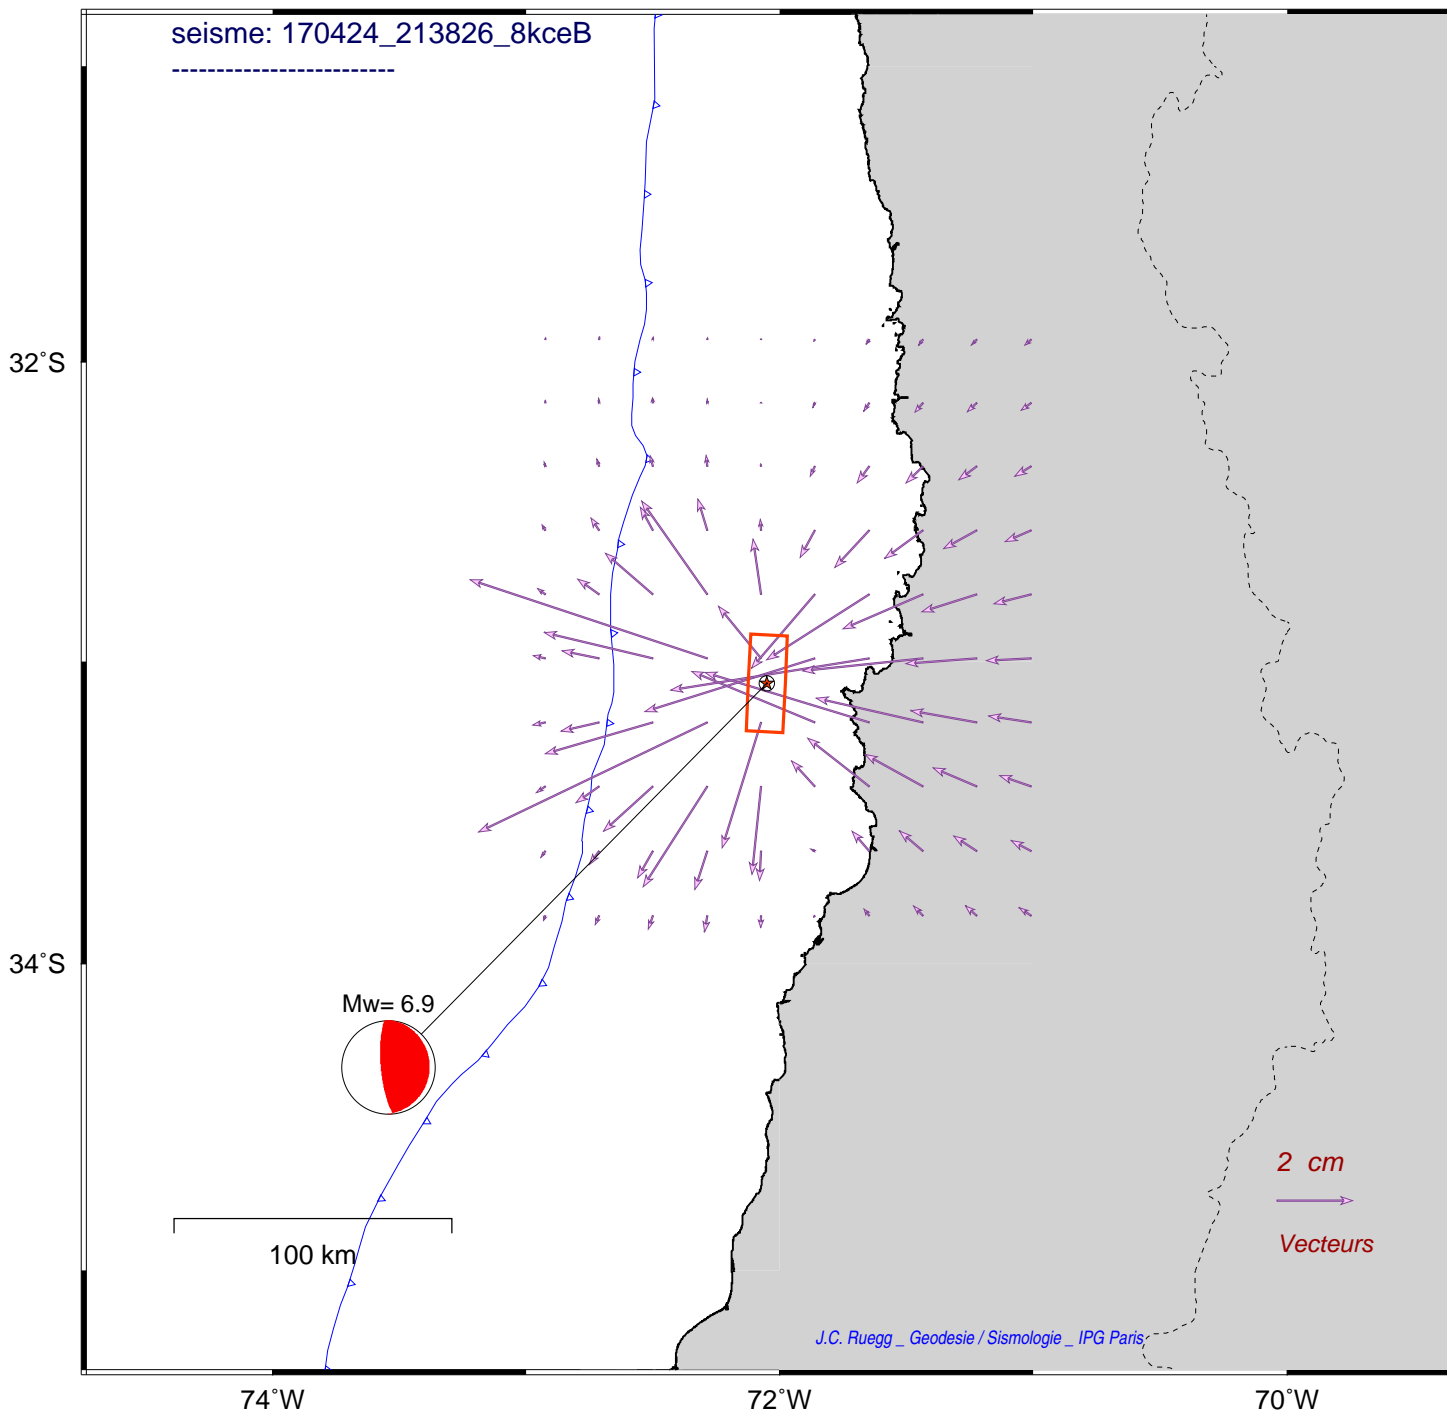 seisme: 170424_213826_8kceB
------------------------
32°S
34°S
Mw= 6.9
2 cm
Vecteurs
100 km
J.C. Ruegg _ Geodesie / Sismologie _ IPG Paris
74°W
72°W
70°W